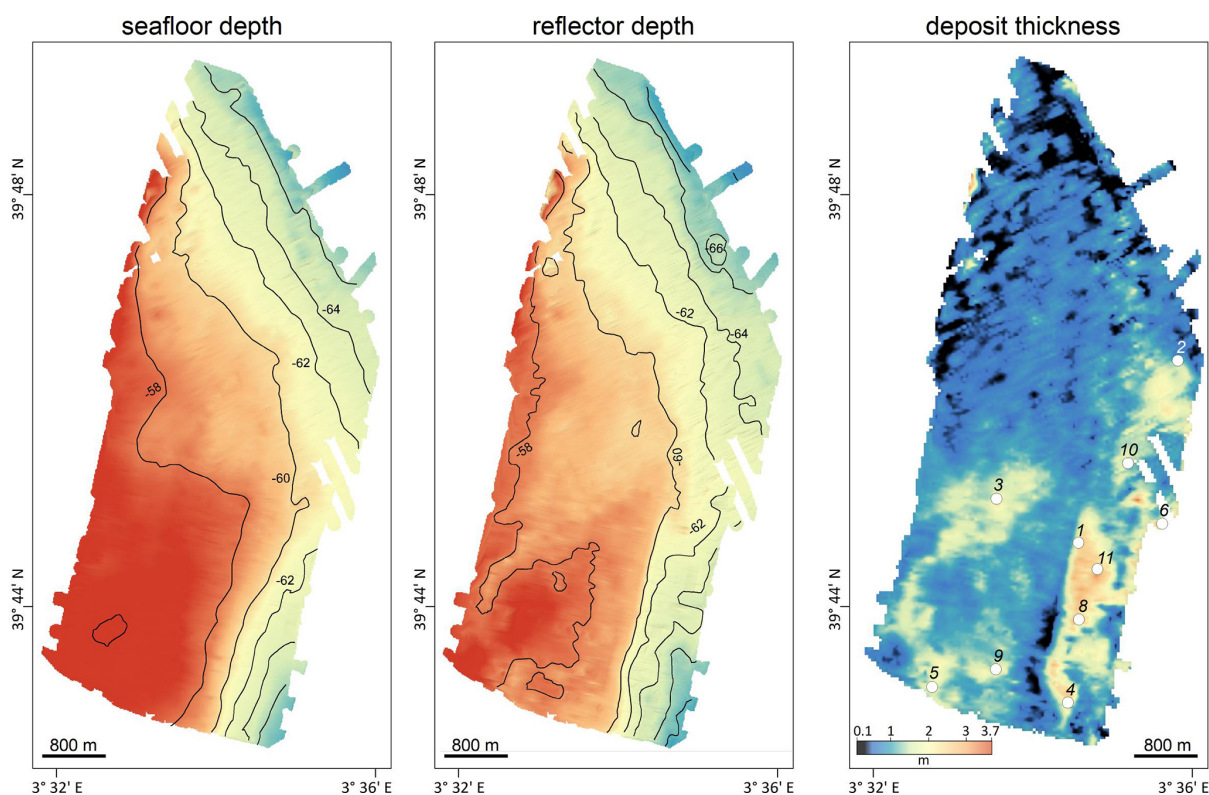 seafloor depth
reflector depth
deposit thickness
39° 48' N
39° 44' N
-64
-62
-58
-60
-62
800 m
3° 32' E
3° 36' E
39° 48' N
39° 44' N
-66
-62
-64
-58
-60
-62
800 m
3° 32' E
3° 36' E
39° 48' N
39° 44' N
2
10
3
6
1
11
8
9
5
4
0.1 1 2 3 3.7
m
800 m
3° 32' E
3° 36' E